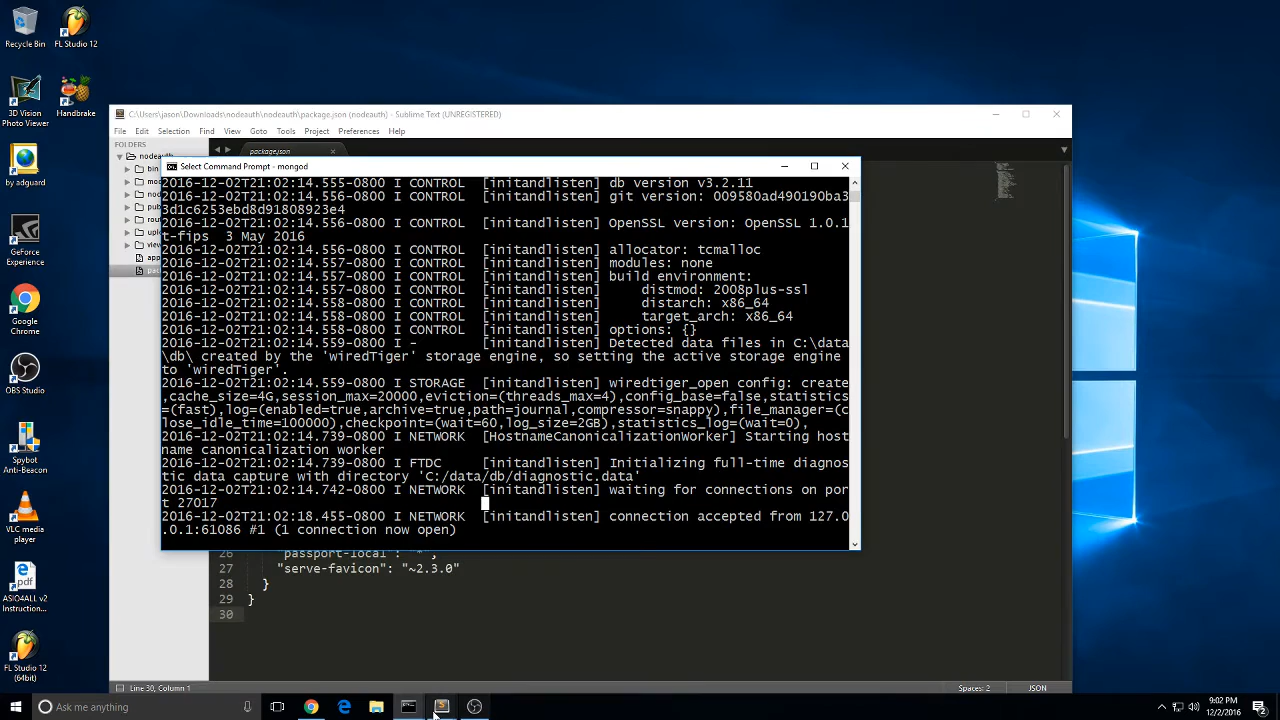 Recycle Bin
FL Studio 12
3D Vision
Photo Viewer
Handbrake
by adguard
GeForce
Experience
Google
Chrome
OBS Studio
Spybot
Anti-Beacon
VLC media
player
ASIO4ALL v2
Instruction...
FL Studio 12
(64bit)
C:\Users\jason\Downloads\nodeauth\nodeauth\package.json (nodeauth) - Sublime Text (UNREGISTERED)
File Edit Selection Find View Goto Tools Project Preferences Help
FOLDERS
nodeauth
bin
package.json
Select Command Prompt - mongod
2016-12-02T21:02:14.555-0800 I CONTROL  [initandlisten] db version v3.2.11
2016-12-02T21:02:14.556-0800 I CONTROL  [initandlisten] git version: 009580ad490190ba3
3d1c6253ebd8d91808923e4
2016-12-02T21:02:14.556-0800 I CONTROL  [initandlisten] OpenSSL version: OpenSSL 1.0.1
t-fips  3 May 2016
2016-12-02T21:02:14.556-0800 I CONTROL  [initandlisten] allocator: tcmalloc
2016-12-02T21:02:14.557-0800 I CONTROL  [initandlisten] modules: none
2016-12-02T21:02:14.557-0800 I CONTROL  [initandlisten] build environment:
2016-12-02T21:02:14.557-0800 I CONTROL  [initandlisten]     distmod: 2008plus-ssl
2016-12-02T21:02:14.558-0800 I CONTROL  [initandlisten]     distarch: x86_64
2016-12-02T21:02:14.558-0800 I CONTROL  [initandlisten]     target_arch: x86_64
2016-12-02T21:02:14.558-0800 I CONTROL  [initandlisten] options: {}
2016-12-02T21:02:14.559-0800 I -        [initandlisten] Detected data files in C:\data
\db\ created by the 'wiredTiger' storage engine, so setting the active storage engine
to 'wiredTiger'.
2016-12-02T21:02:14.559-0800 I STORAGE  [initandlisten] wiredtiger_open config: create
,cache_size=4G,session_max=20000,eviction=(threads_max=4),config_base=false,statistics
=(fast),log=(enabled=true,archive=true,path=journal,compressor=snappy),file_manager=(c
lose_idle_time=100000),checkpoint=(wait=60,log_size=2GB),statistics_log=(wait=0),
2016-12-02T21:02:14.739-0800 I NETWORK  [HostnameCanonicalizationWorker] Starting host
name canonicalization worker
2016-12-02T21:02:14.739-0800 I FTDC     [initandlisten] Initializing full-time diagnos
tic data capture with directory 'C:/data/db/diagnostic.data'
2016-12-02T21:02:14.742-0800 I NETWORK  [initandlisten] waiting for connections on por
t 27017
2016-12-02T21:02:18.455-0800 I NETWORK  [initandlisten] connection accepted from 127.0
.0.1:61086 #1 (1 connection now open)
26 "passport-local": "*",
27 "serve-favicon": "~2.3.0"
28 }
29 }
30
Line 30, Column 1
Spaces: 2
JSON
Ask me anything
9:02 PM
12/2/2016